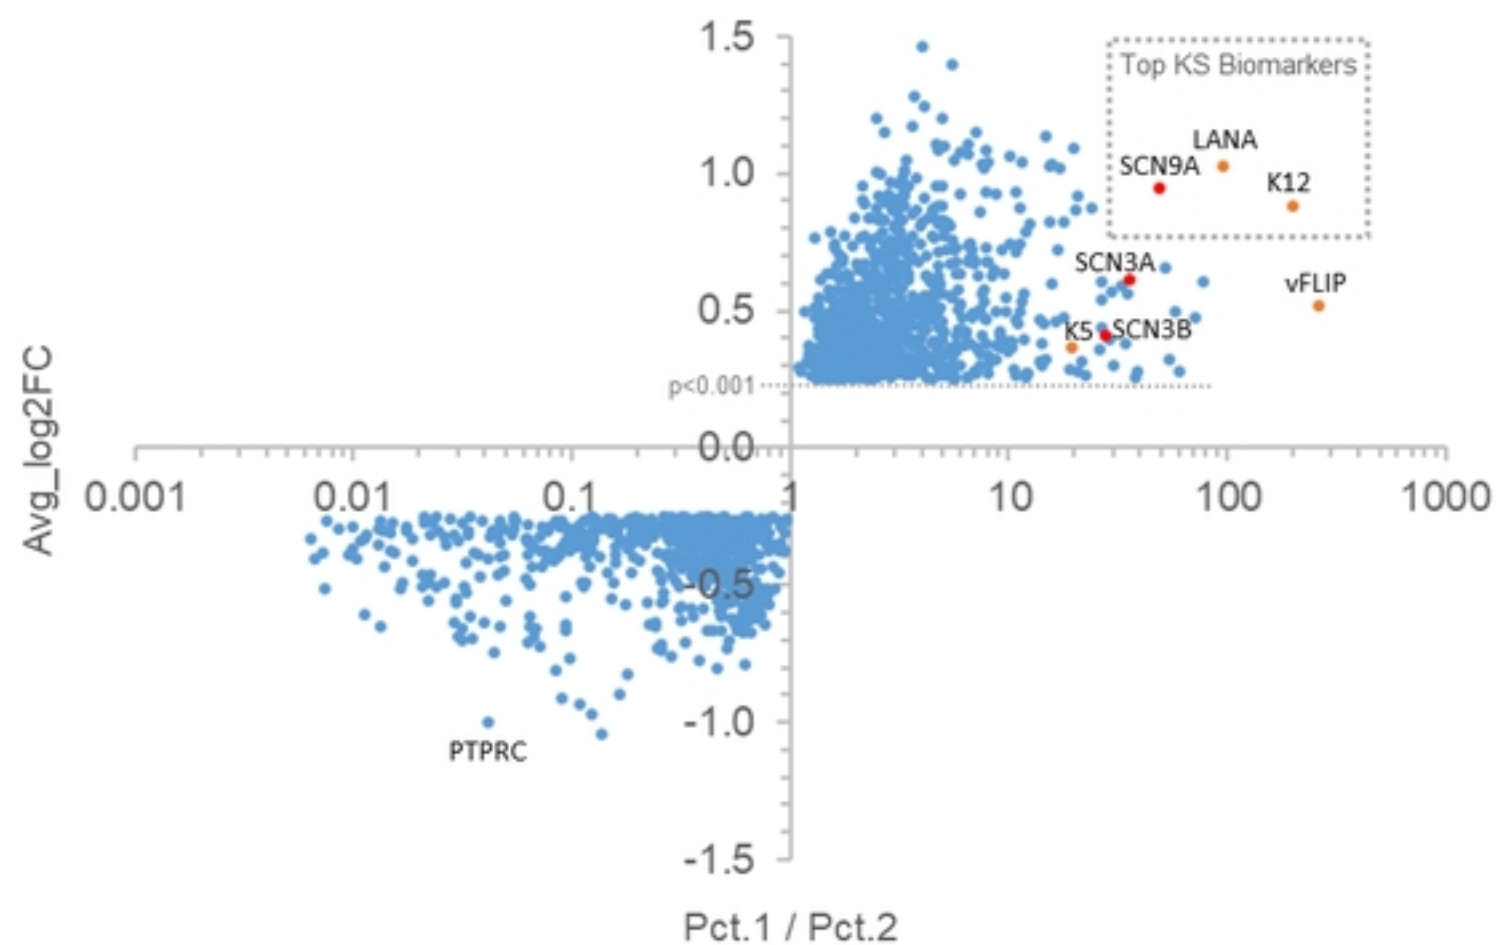 1.5
Top KS Biomarkers
LANA
1.0
SCN9A
K12
SCN3A
vFLIP
0.5
K5
SCN3B
p<0.001
Avg_log2FC
0.0
0.001
0.01
0.1
1
10
100
1000
-0.5
-1.0
PTPRC
-1.5
Pct.1 / Pct.2